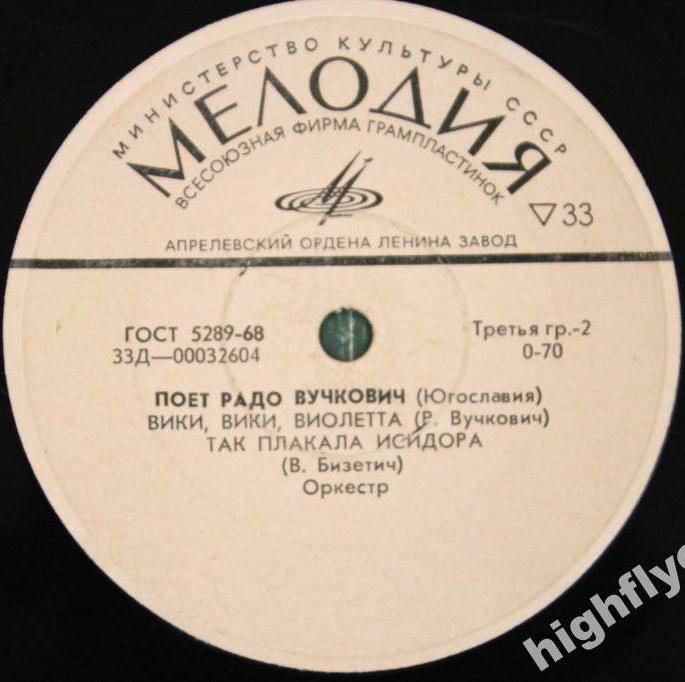 МИНИСТЕРСТВО КУЛЬТУРЫ СССР
МЕЛОДИЯ
ВСЕСОЮЗНАЯ ФИРМА ГРАМПЛАСТИНОК
▽33
АПРЕЛЕВСКИЙ ОРДЕНА ЛЕНИНА ЗАВОД
ГОСТ 5289-68
33Д—00032604
Третья гр.-2
0-70
ПОЕТ РАДО ВУЧКОВИЧ (Югославия)
ВИКИ, ВИКИ, ВИОЛЕТТА (Р. Вучкович)
ТАК ПЛАКАЛА ИСИДОРА
(В. Бизетич)
Оркестр